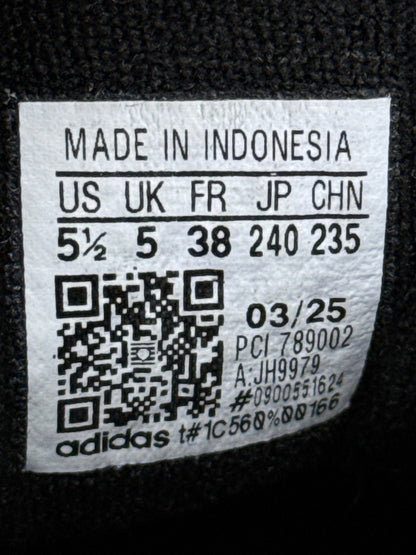 MADE IN INDONESIA
US UK FR JP CHN
5½ 5 38 240 235
03/25
PCI 789002
A.JH9979
#0900551624
adidas t#1C560%00166